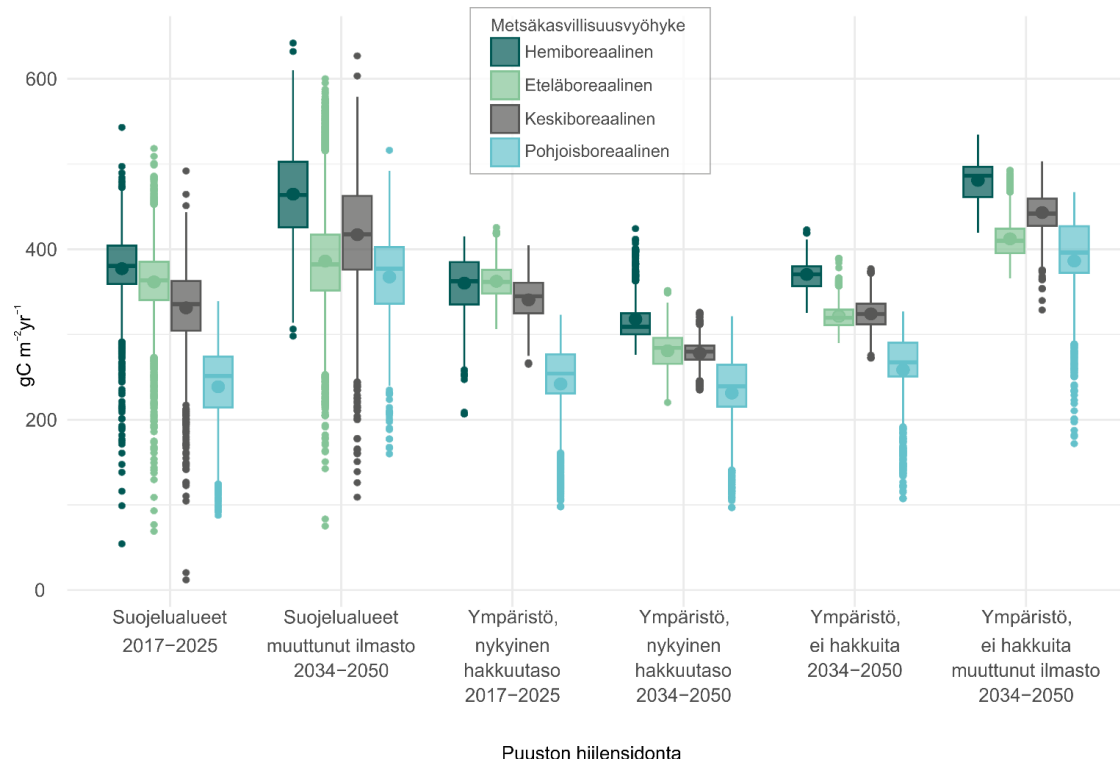 Metsäkasvillisuusvyöhyke
Hemiboreaalinen
Eteläboreaalinen
Keskiboreaalinen
Pohjoisboreaalinen
600
400
200
0
gC m⁻²yr⁻¹
Suojelualueet
2017−2025
Suojelualueet
muuttunut ilmasto
2034−2050
Ympäristö,
nykyinen
hakkuutaso
2017−2025
Ympäristö,
nykyinen
hakkuutaso
2034−2050
Ympäristö,
ei hakkuita
2034−2050
Ympäristö,
ei hakkuita
muuttunut ilmasto
2034−2050
Puuston hiilensidonta